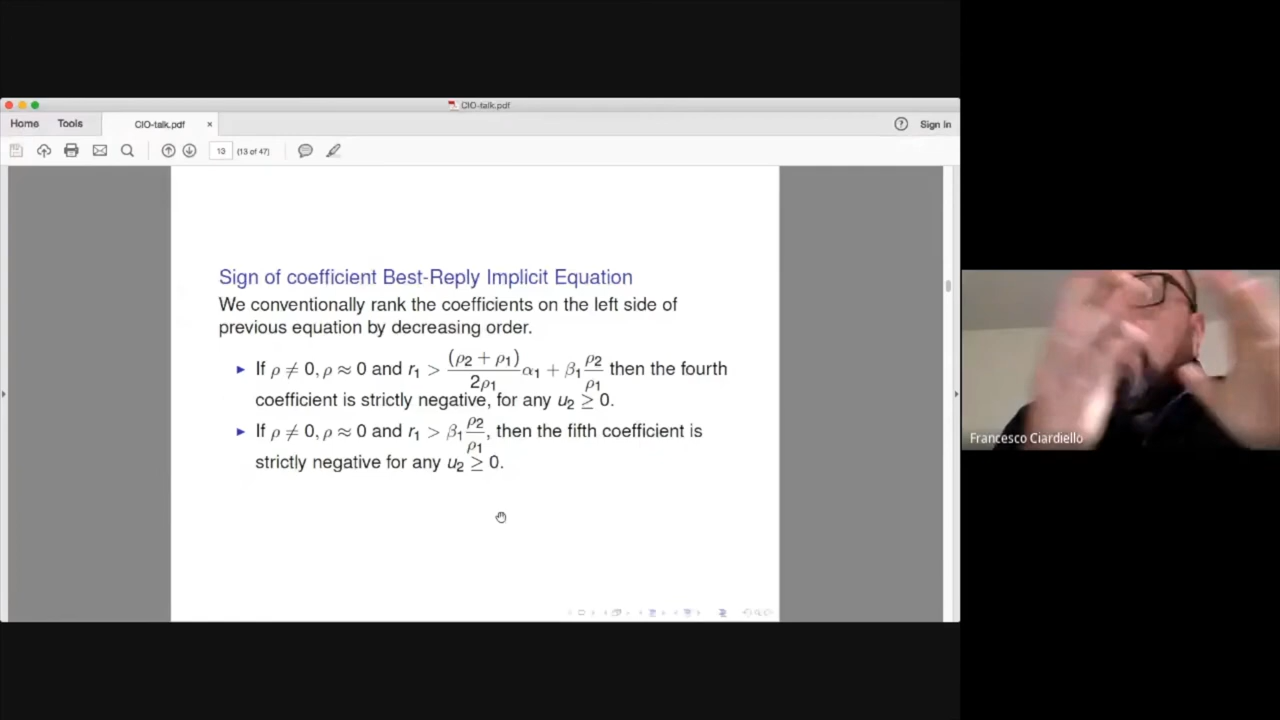 CIO-talk.pdf
Home Tools CIO-talk.pdf × ? Sign In
13 (13 of 47)
Sign of coefficient Best-Reply Implicit Equation
We conventionally rank the coefficients on the left side of
previous equation by decreasing order.
► If ρ ≠ 0, ρ ≈ 0 and r₁ > (ρ₂ + ρ₁)/2ρ₁ α₁ + β₁ ρ₂/ρ₁ then the fourth
coefficient is strictly negative, for any u₂ ≥ 0.
► If ρ ≠ 0, ρ ≈ 0 and r₁ > β₁ ρ₂/ρ₁, then the fifth coefficient is
strictly negative for any u₂ ≥ 0.
Francesco Ciardiello